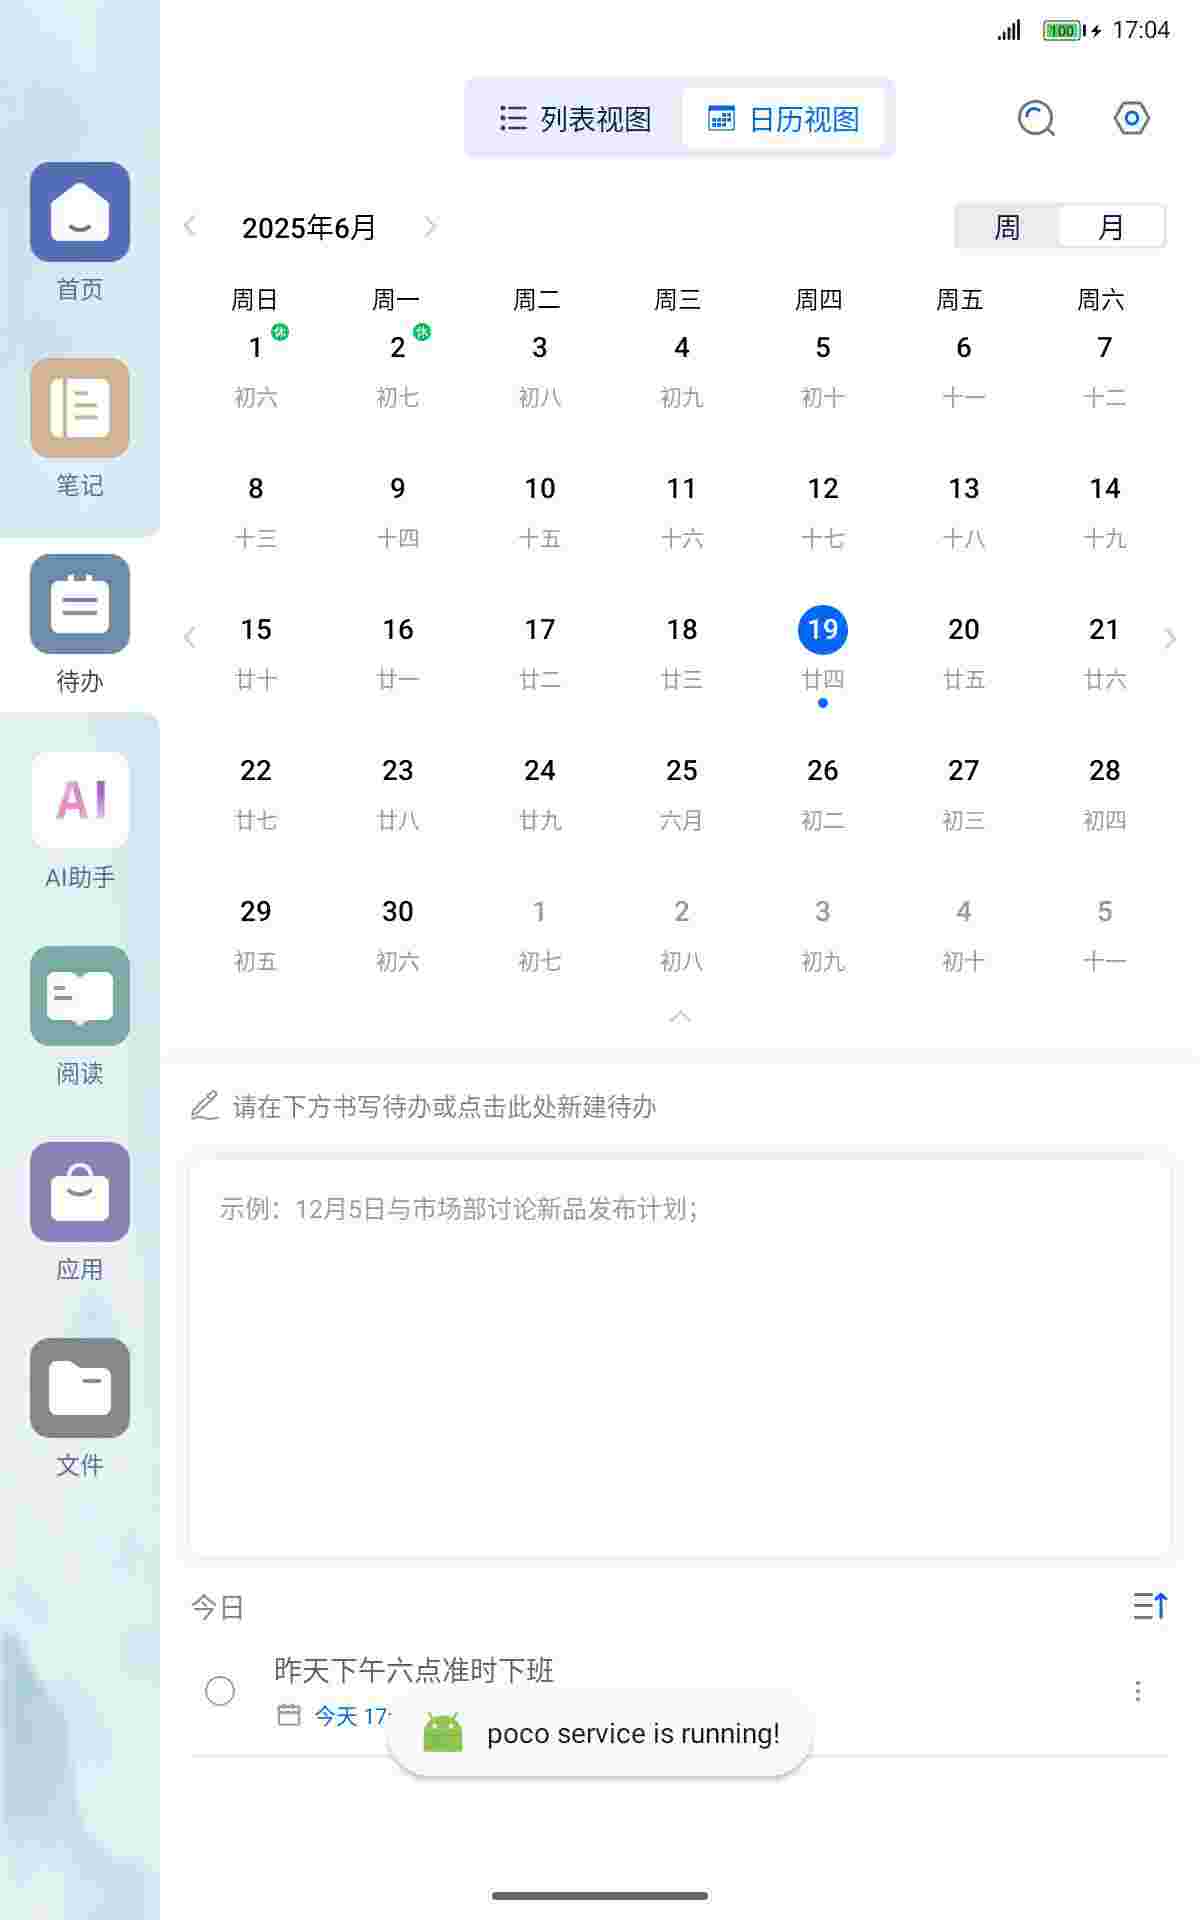 100 17:04
列表视图 日历视图
2025年6月 周 月
周日 周一 周二 周三 周四 周五 周六
1 休 2 休 3 4 5 6 7
初六 初七 初八 初九 初十 十一 十二
8 9 10 11 12 13 14
十三 十四 十五 十六 十七 十八 十九
15 16 17 18 19 20 21
廿十 廿一 廿二 廿三 廿四 廿五 廿六
22 23 24 25 26 27 28
廿七 廿八 廿九 六月 初二 初三 初四
29 30 1 2 3 4 5
初五 初六 初七 初八 初九 初十 十一
请在下方书写待办或点击此处新建待办
示例：12月5日与市场部讨论新品发布计划；
今日
昨天下午六点准时下班
今天 17:
poco service is running!
首页
笔记
待办
AI
AI助手
阅读
应用
文件